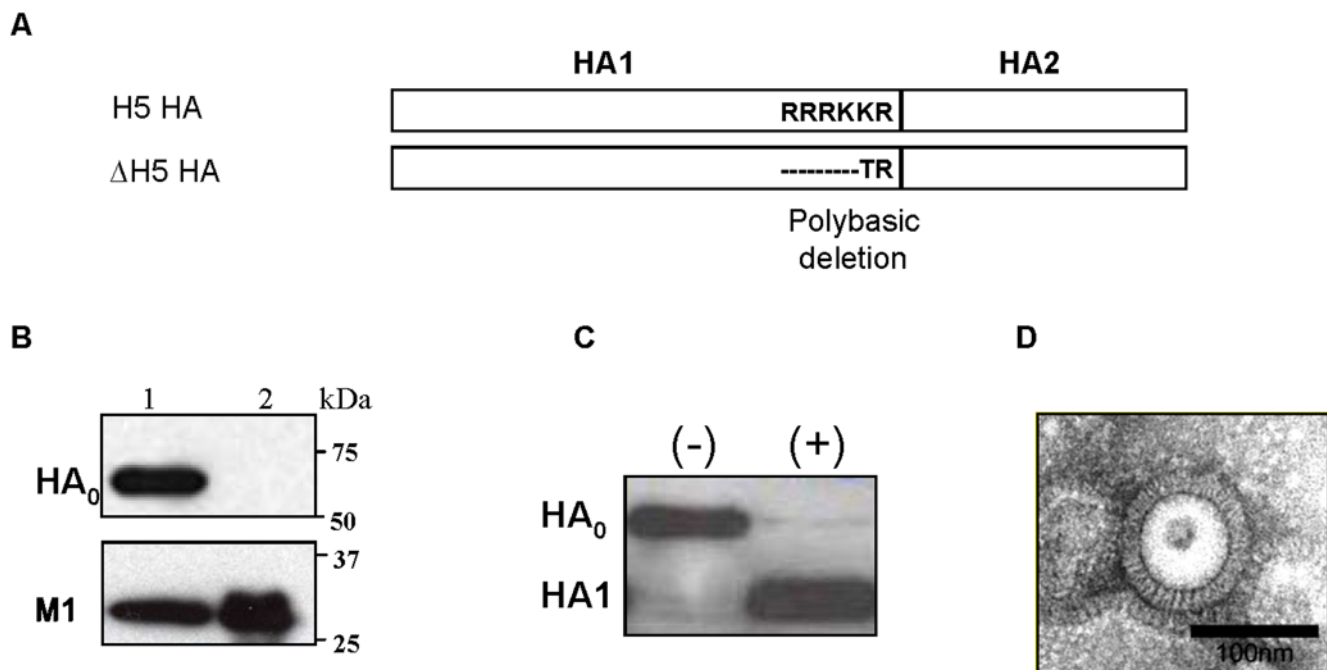 A
HA1 HA2
H5 HA RRRKKR
ΔH5 HA ---------TR
Polybasic
deletion
B
1 2 kDa
HA₀
75
50
M1
37
25
C
(-) (+)
HA₀
HA1
D
100nm